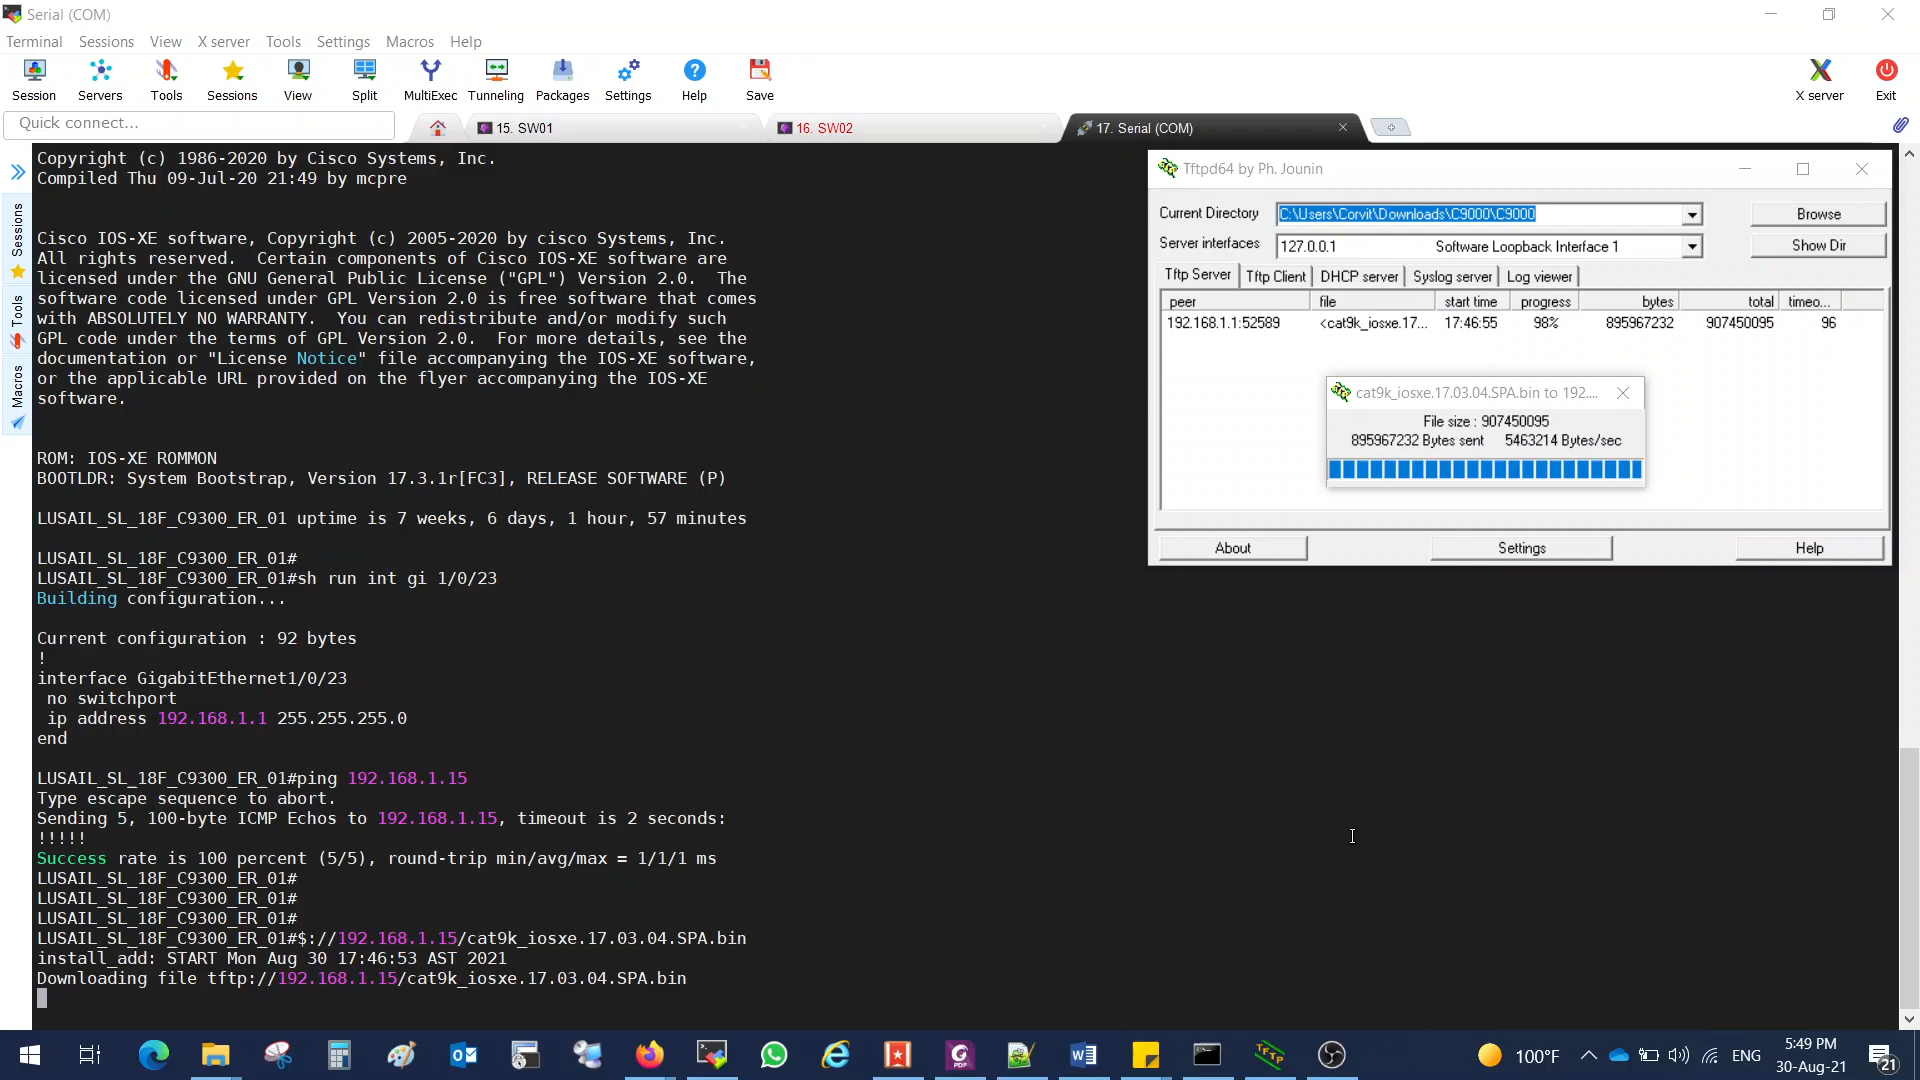 Serial (COM)
Terminal Sessions View X server Tools Settings Macros Help
Session Servers Tools Sessions View Split MultiExec Tunneling Packages Settings Help Save X server Exit
Quick connect...
15. SW01
16. SW02
17. Serial (COM)
Sessions
Tools
Macros
Copyright (c) 1986-2020 by Cisco Systems, Inc.
Compiled Thu 09-Jul-20 21:49 by mcpre
Cisco IOS-XE software, Copyright (c) 2005-2020 by cisco Systems, Inc.
All rights reserved.  Certain components of Cisco IOS-XE software are
licensed under the GNU General Public License ("GPL") Version 2.0.  The
software code licensed under GPL Version 2.0 is free software that comes
with ABSOLUTELY NO WARRANTY.  You can redistribute and/or modify such
GPL code under the terms of GPL Version 2.0.  For more details, see the
documentation or "License Notice" file accompanying the IOS-XE software,
or the applicable URL provided on the flyer accompanying the IOS-XE
software.
ROM: IOS-XE ROMMON
BOOTLDR: System Bootstrap, Version 17.3.1r[FC3], RELEASE SOFTWARE (P)
LUSAIL_SL_18F_C9300_ER_01 uptime is 7 weeks, 6 days, 1 hour, 57 minutes
LUSAIL_SL_18F_C9300_ER_01#
LUSAIL_SL_18F_C9300_ER_01#sh run int gi 1/0/23
Building configuration...
Current configuration : 92 bytes
!
interface GigabitEthernet1/0/23
no switchport
ip address 192.168.1.1 255.255.255.0
end
LUSAIL_SL_18F_C9300_ER_01#ping 192.168.1.15
Type escape sequence to abort.
Sending 5, 100-byte ICMP Echos to 192.168.1.15, timeout is 2 seconds:
!!!!!
Success rate is 100 percent (5/5), round-trip min/avg/max = 1/1/1 ms
LUSAIL_SL_18F_C9300_ER_01#
LUSAIL_SL_18F_C9300_ER_01#
LUSAIL_SL_18F_C9300_ER_01#
LUSAIL_SL_18F_C9300_ER_01#$://192.168.1.15/cat9k_iosxe.17.03.04.SPA.bin
install_add: START Mon Aug 30 17:46:53 AST 2021
Downloading file tftp://192.168.1.15/cat9k_iosxe.17.03.04.SPA.bin
Tftpd64 by Ph. Jounin
Current Directory C:\Users\Corvit\Downloads\C9000\C9000 Browse
Server interfaces 127.0.0.1 Software Loopback Interface 1 Show Dir
Tftp Server Tftp Client DHCP server Syslog server Log viewer
peer file start time progress bytes total timeo...
192.168.1.1:52589 <cat9k_iosxe.17... 17:46:55 98% 895967232 907450095 96
cat9k_iosxe.17.03.04.SPA.bin to 192....
File size : 907450095
895967232 Bytes sent 5463214 Bytes/sec
About Settings Help
PDF
TFTP
100°F
ENG
5:49 PM
30-Aug-21
21